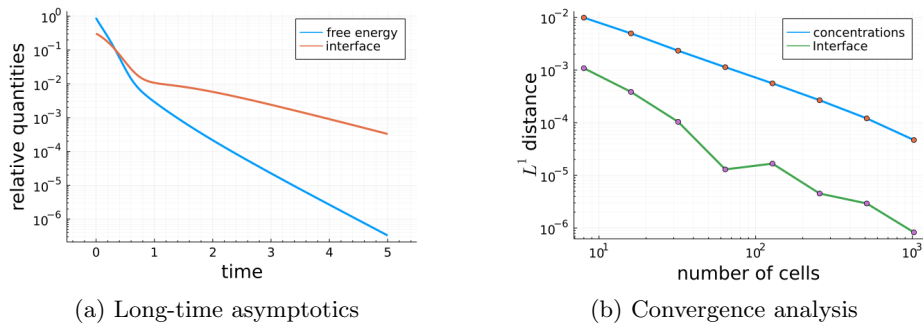 10^0
10^-1
10^-2
10^-3
10^-4
10^-5
10^-6
relative quantities
free energy
interface
0 1 2 3 4 5
time
(a) Long-time asymptotics
10^-2
10^-3
10^-4
10^-5
10^-6
L^1 distance
concentrations
Interface
10^1 10^2 10^3
number of cells
(b) Convergence analysis